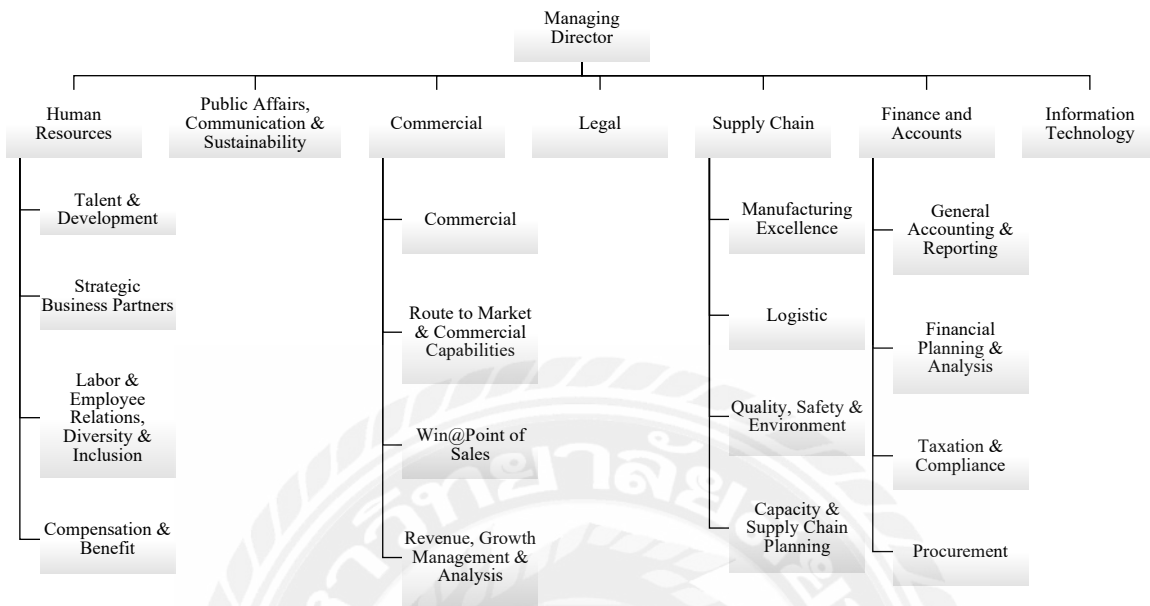 Managing
Director
Human
Resources
Public Affairs,
Communication &
Sustainability
Commercial
Legal
Supply Chain
Finance and
Accounts
Information
Technology
Talent &
Development
Strategic
Business Partners
Labor &
Employee
Relations,
Diversity &
Inclusion
Compensation &
Benefit
Commercial
Route to Market
& Commercial
Capabilities
Win@Point of
Sales
Revenue, Growth
Management &
Analysis
Manufacturing
Excellence
Logistic
Quality, Safety &
Environment
Capacity &
Supply Chain
Planning
General
Accounting &
Reporting
Financial
Planning &
Analysis
Taxation &
Compliance
Procurement